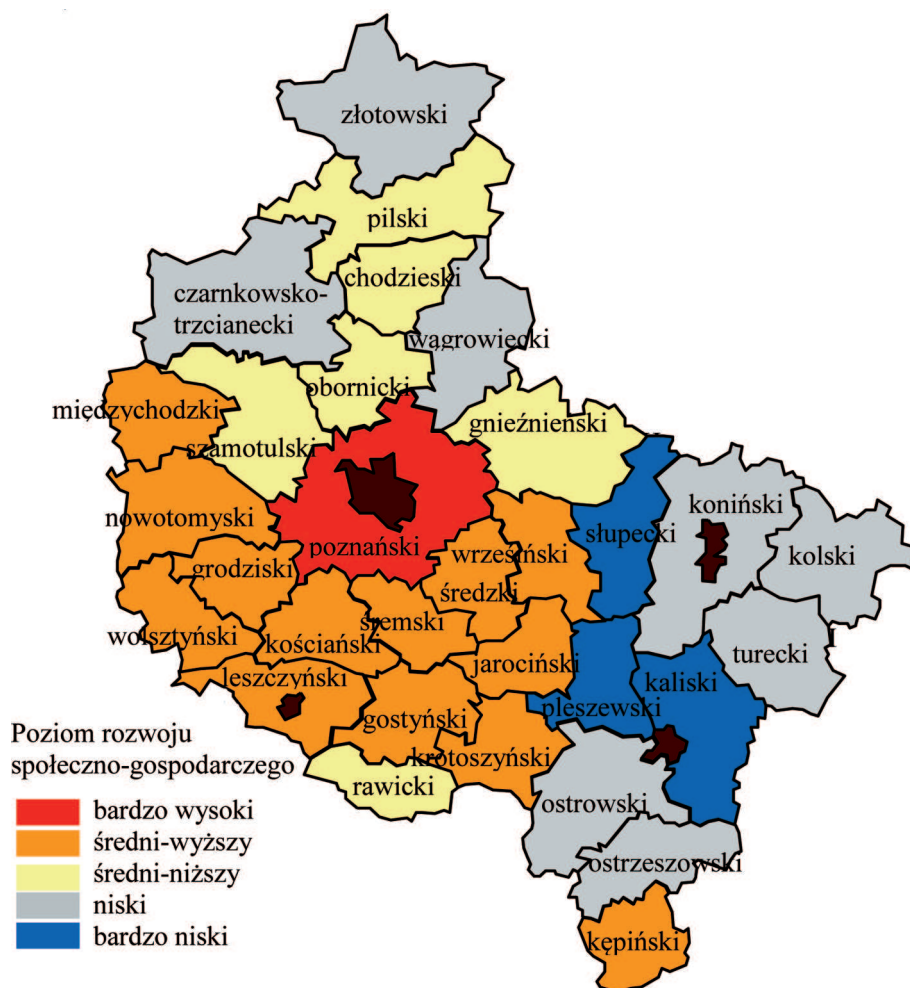 złotowski
pilski
chodzieski
czarnkowsko-
trzcianecki
wągrowiecki
obornicki
międzychodzki
gnieźnieński
szamotulski
koniński
nowotomyski
słupecki
poznański
wrzesiński
kolski
grodziski
średzki
wolsztyński
kościański
śremski
jarociński
turecki
leszczyński
kaliski
gostyński
pleszewski
krotoszyński
rawicki
ostrowski
ostrzeszowski
kępiński
Poziom rozwoju
społeczno-gospodarczego
bardzo wysoki
średni-wyższy
średni-niższy
niski
bardzo niski